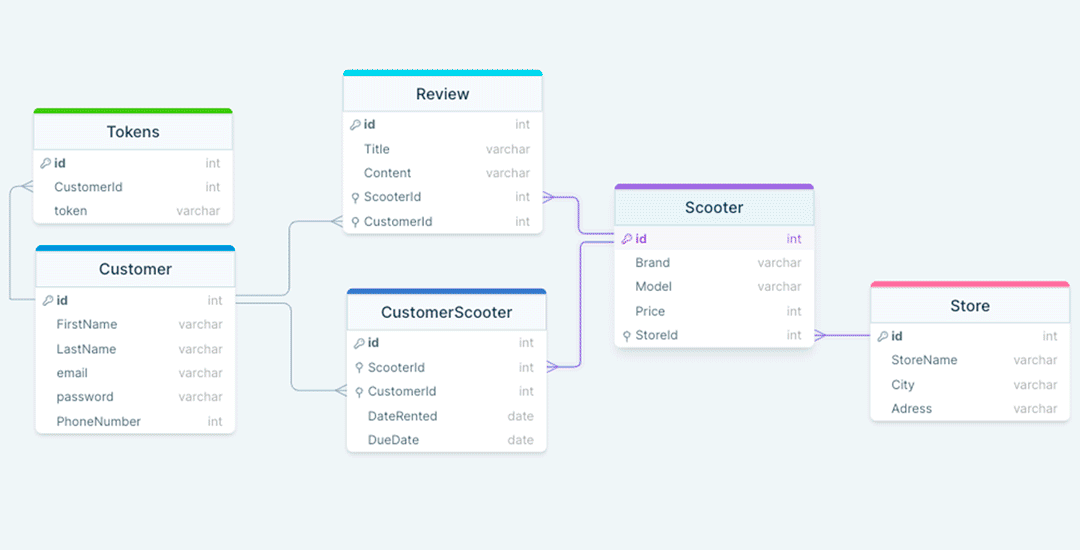 Tokens
id int
CustomerId int
token varchar
Customer
id int
FirstName varchar
LastName varchar
email varchar
password varchar
PhoneNumber int
Review
id int
Title varchar
Content varchar
ScooterId int
CustomerId int
CustomerScooter
id int
ScooterId int
CustomerId int
DateRented date
DueDate date
Scooter
id int
Brand varchar
Model varchar
Price int
StoreId int
Store
id int
StoreName varchar
City varchar
Adress varchar